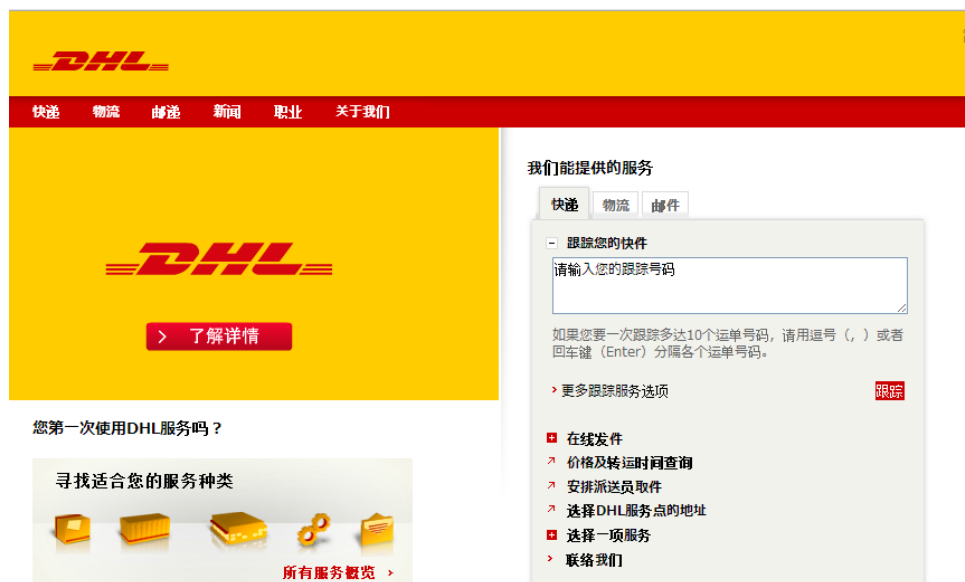 DHL
快递 物流 邮递 新闻 职业 关于我们
DHL
了解详情
您第一次使用DHL服务吗？
寻找适合您的服务种类
所有服务概览
我们能提供的服务
快递 物流 邮件
跟踪您的快件
请输入您的跟踪号码
如果您要一次跟踪多达10个运单号码，请用逗号（，）或者
回车键（Enter）分隔各个运单号码。
更多跟踪服务选项
跟踪
在线发件
价格及转运时间查询
安排派送员取件
选择DHL服务点的地址
选择一项服务
联络我们